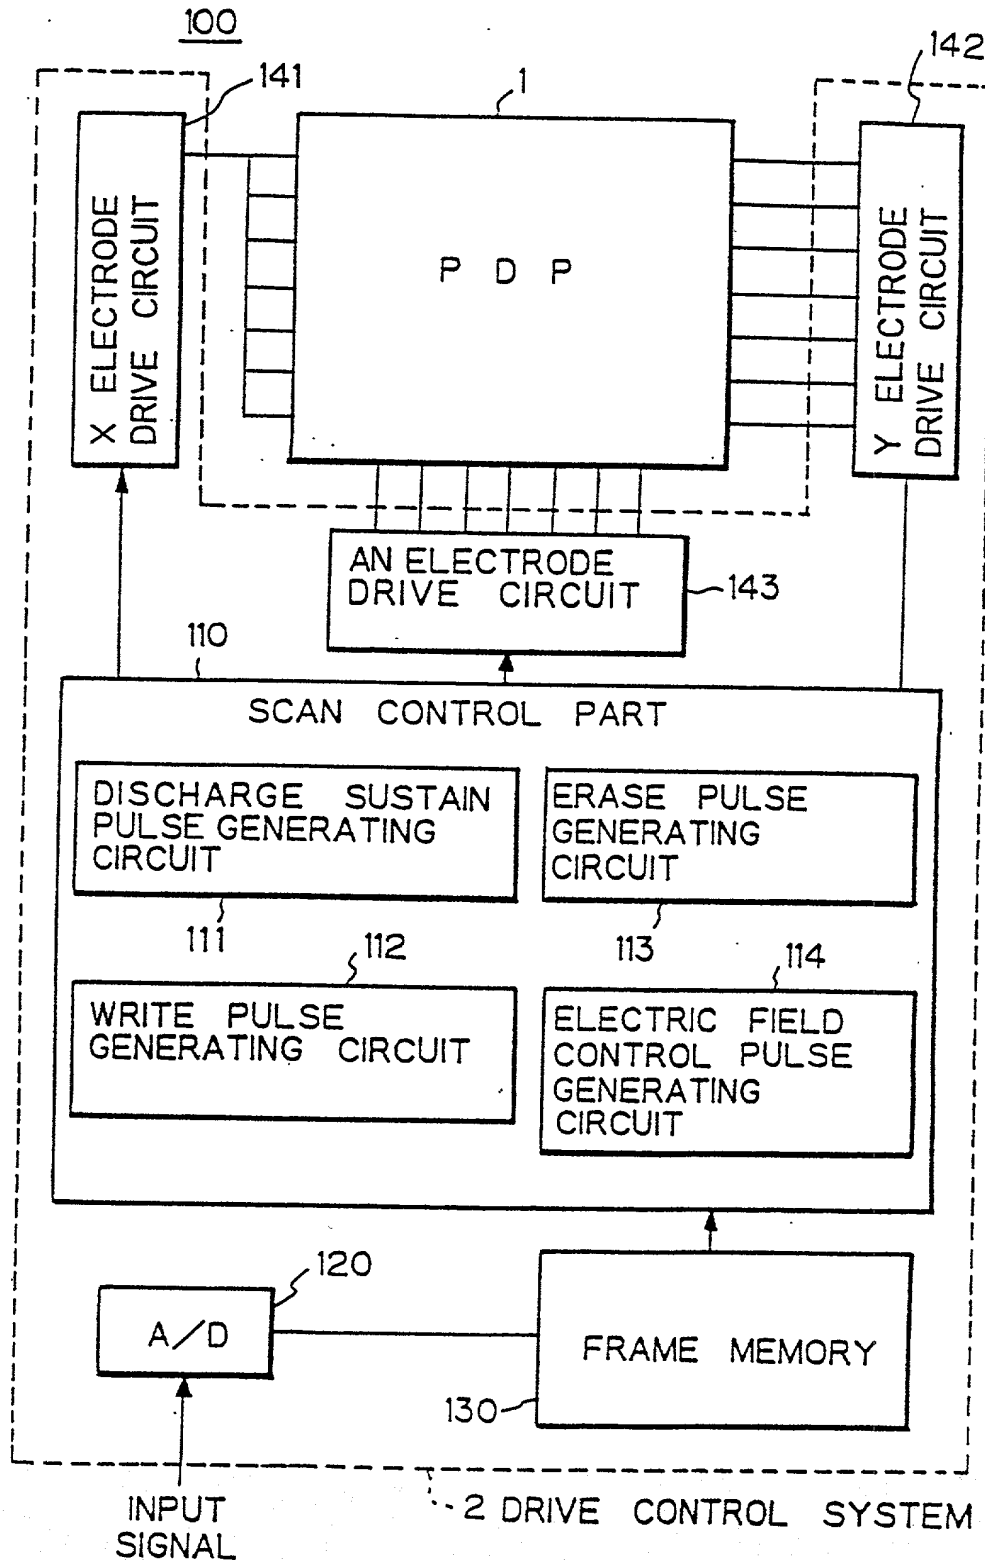 100
141
1
142
X ELECTRODE
DRIVE CIRCUIT
P D P
Y ELECTRODE
DRIVE CIRCUIT
AN ELECTRODE
DRIVE CIRCUIT
143
110
SCAN CONTROL PART
DISCHARGE SUSTAIN
PULSE GENERATING
CIRCUIT
ERASE PULSE
GENERATING
CIRCUIT
111
113
112
114
WRITE PULSE
GENERATING CIRCUIT
ELECTRIC FIELD
CONTROL PULSE
GENERATING
CIRCUIT
120
A/D
FRAME MEMORY
130
2 DRIVE CONTROL SYSTEM
INPUT
SIGNAL